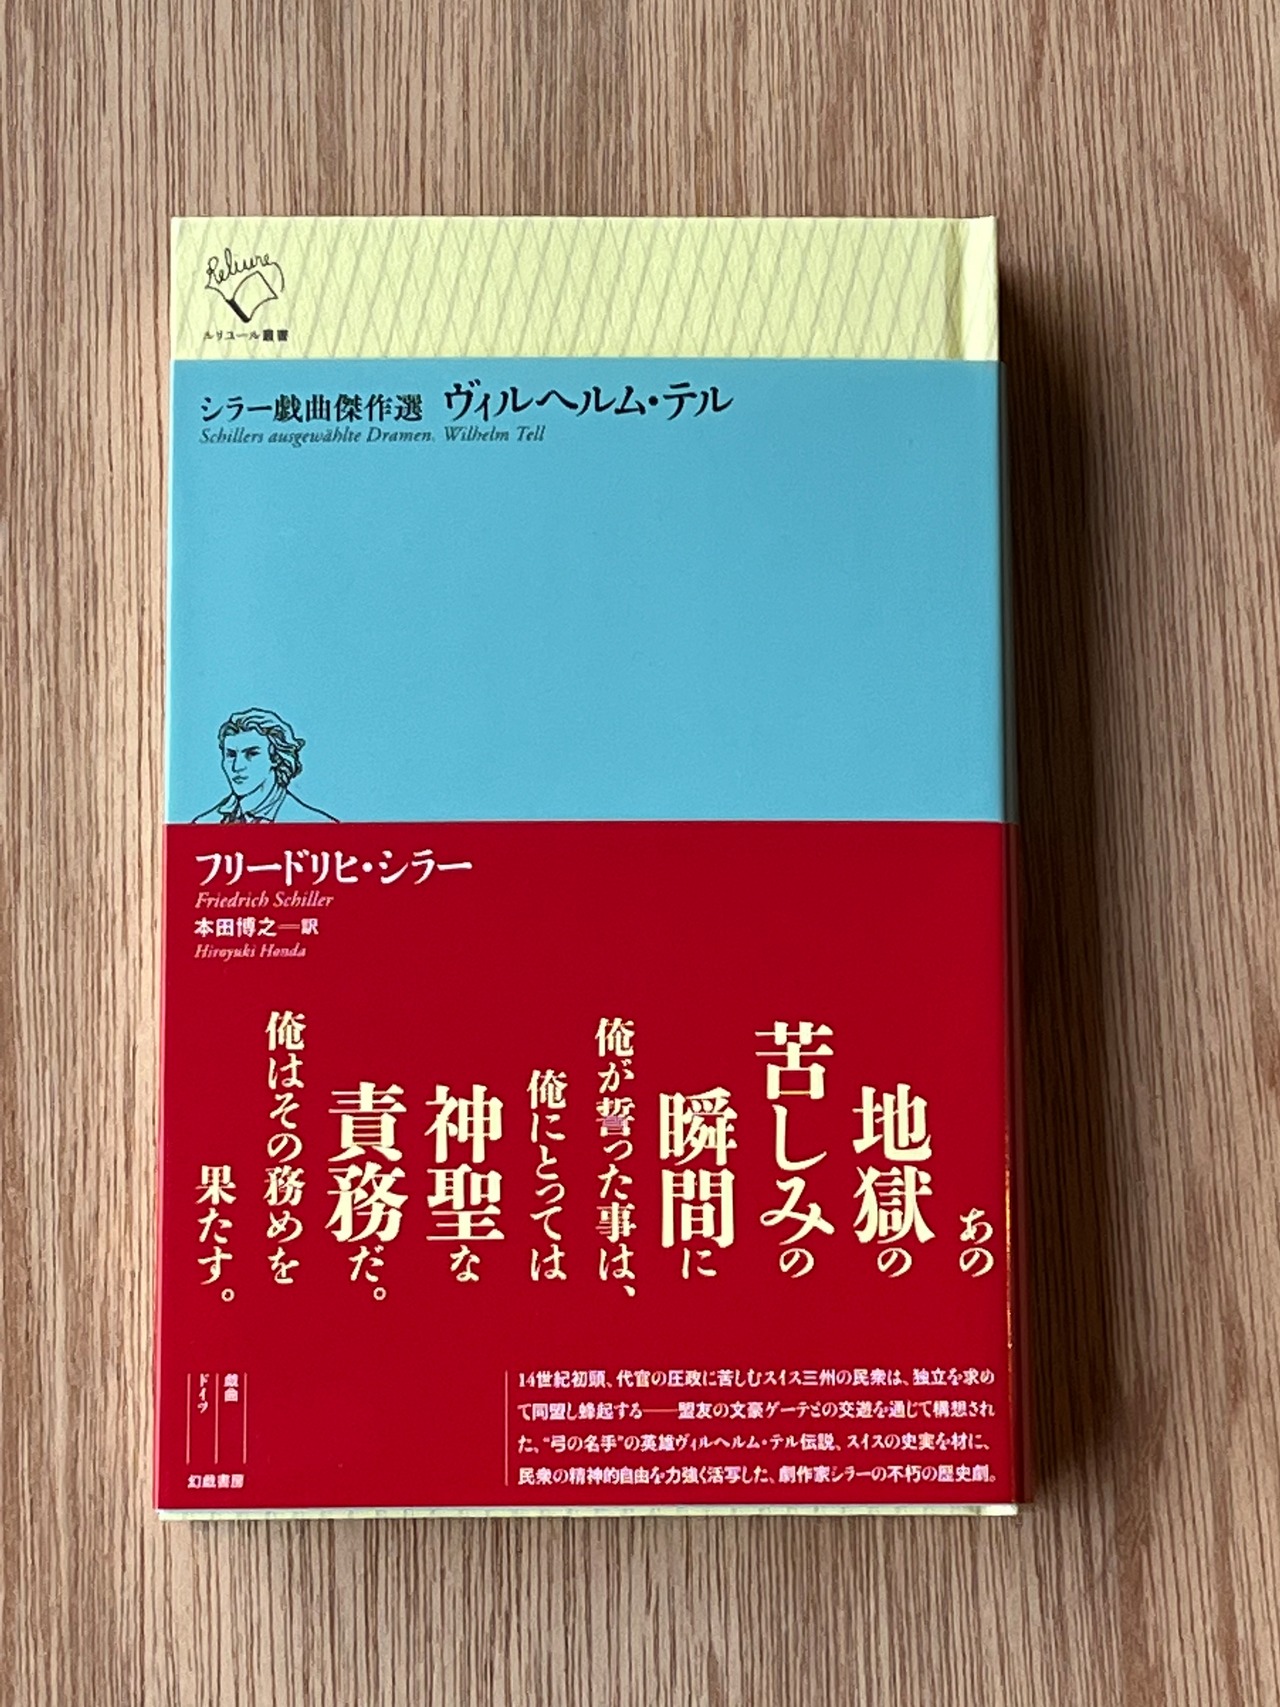 Reliure
ルリユール叢書
シラー戯曲傑作選 ヴィルヘルム・テル
Schillers ausgewählte Dramen. Wilhelm Tell
フリードリヒ・シラー
Friedrich Schiller
本田博之―訳
Hiroyuki Honda
あの
地獄の
苦しみの
瞬間に
俺が誓った事は、
俺にとっては
神聖な
責務だ。
俺はその務めを
果たす。
戯曲
ドイツ
幻戯書房
14世紀初頭、代官の圧政に苦しむスイス三州の民衆は、独立を求め
て同盟し蜂起する――盟友の文豪ゲーテとの交遊を通じて構想され
た、“弓の名手”の英雄ヴィルヘルム・テル伝説、スイスの史実を材に、
民衆の精神的自由を力強く活写した、劇作家シラーの不朽の歴史劇。